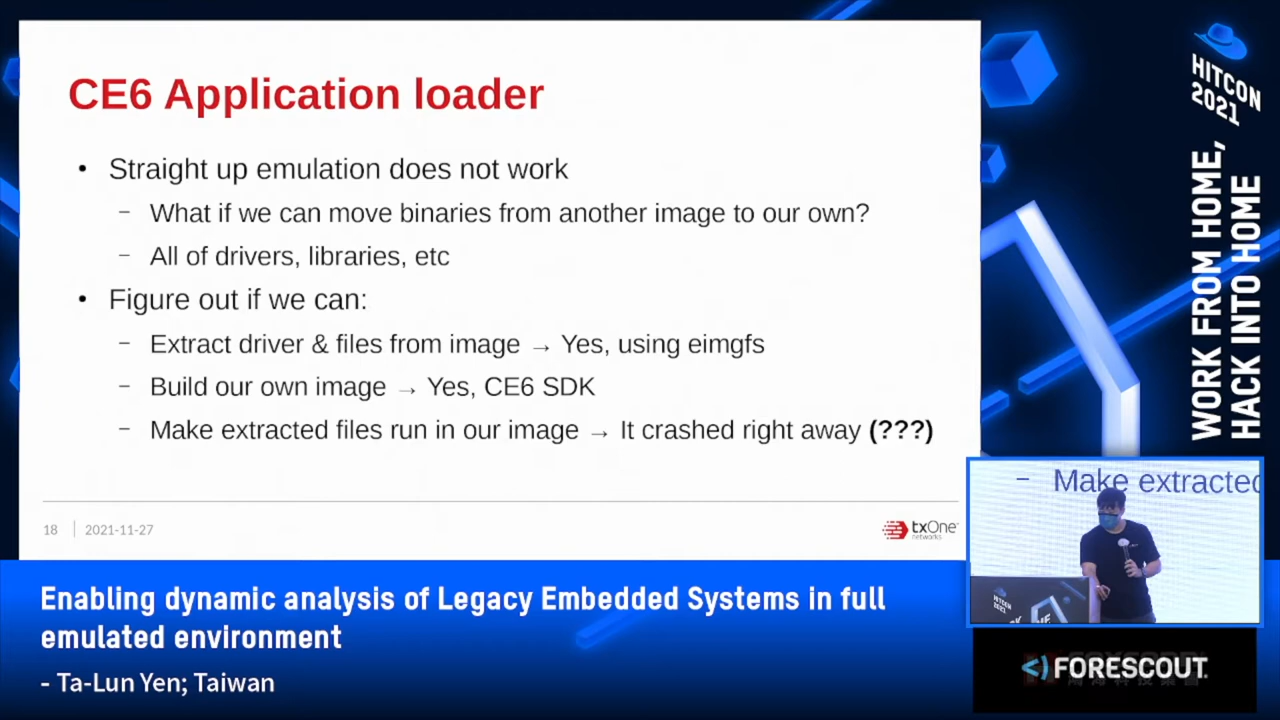 CE6 Application loader
• Straight up emulation does not work
– What if we can move binaries from another image to our own?
– All of drivers, libraries, etc
• Figure out if we can:
– Extract driver & files from image → Yes, using eimgfs
– Build our own image → Yes, CE6 SDK
– Make extracted files run in our image → It crashed right away (???)
18 | 2021-11-27
txOne
networks
HITCON
2021
WORK FROM HOME,
HACK INTO HOME
– Make extracted
HITCON
2021
Enabling dynamic analysis of Legacy Embedded Systems in full
emulated environment
- Ta-Lun Yen; Taiwan
<) FORESCOUT.